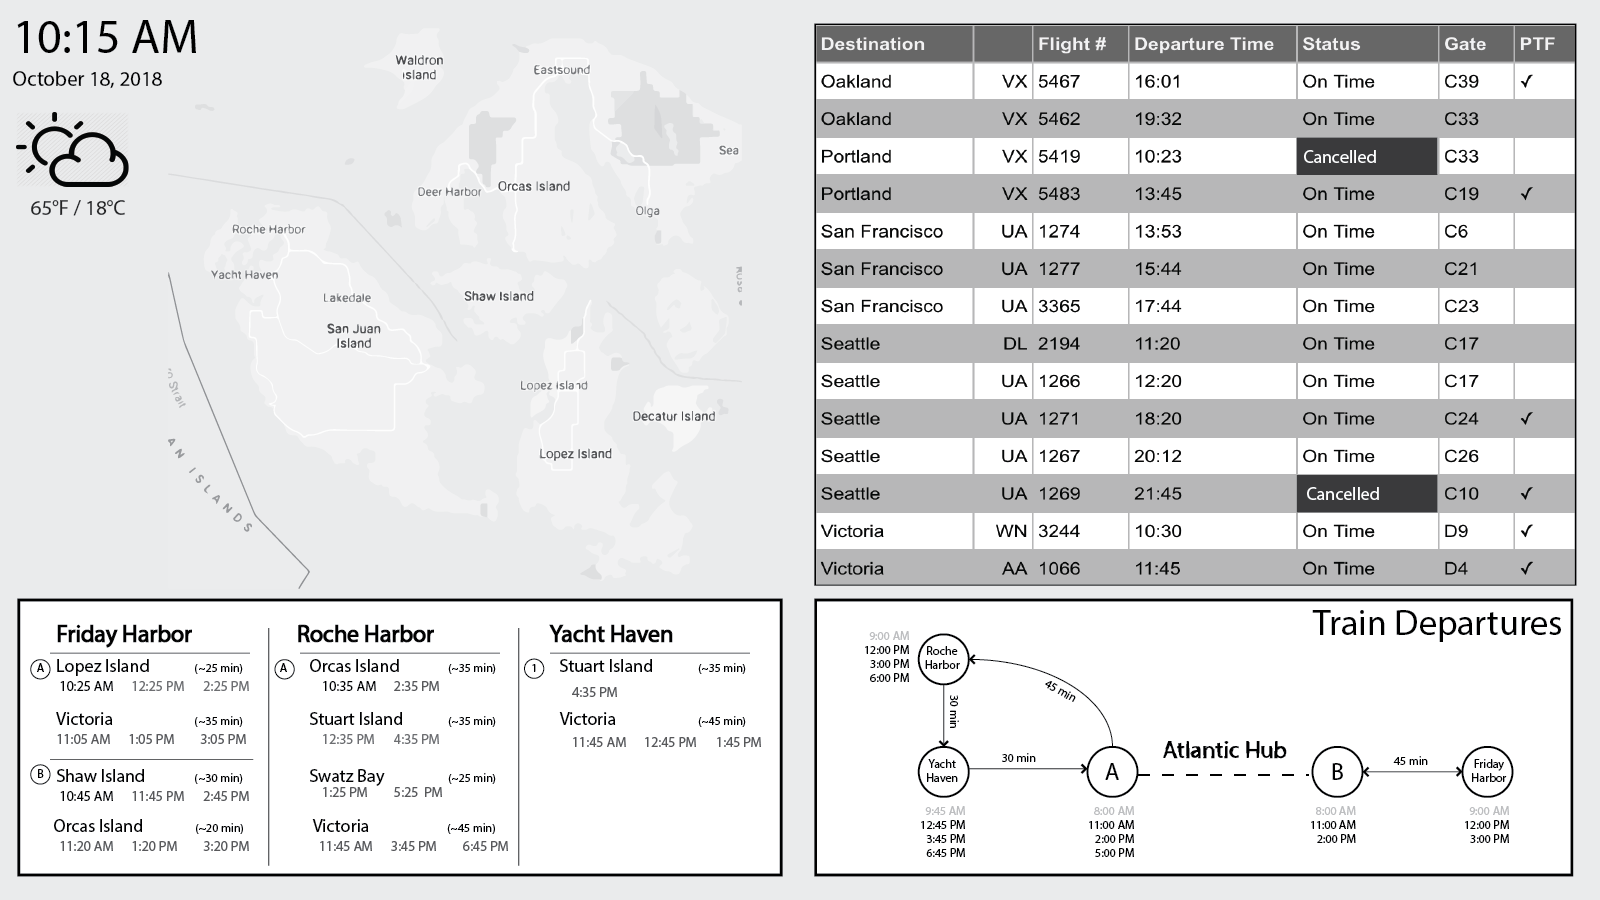 10:15 AM
October 18, 2018
65°F / 18°C
Waldron
Island
Eastsound
Sea
Deer Harbor
Orcas Island
Olga
Roche Harbor
Yacht Haven
Lakedale
Shaw Island
San Juan
Island
Lopez Island
Decatur Island
Lopez Island
o Strait
AN ISLANDS
Destination Flight # Departure Time Status Gate PTF
Oakland VX 5467 16:01 On Time C39 ✓
Oakland VX 5462 19:32 On Time C33
Portland VX 5419 10:23 Cancelled C33
Portland VX 5483 13:45 On Time C19 ✓
San Francisco UA 1274 13:53 On Time C6
San Francisco UA 1277 15:44 On Time C21
San Francisco UA 3365 17:44 On Time C23
Seattle DL 2194 11:20 On Time C17
Seattle UA 1266 12:20 On Time C17
Seattle UA 1271 18:20 On Time C24 ✓
Seattle UA 1267 20:12 On Time C26
Seattle UA 1269 21:45 Cancelled C10 ✓
Victoria WN 3244 10:30 On Time D9 ✓
Victoria AA 1066 11:45 On Time D4 ✓
Friday Harbor
A Lopez Island (~25 min)
10:25 AM 12:25 PM 2:25 PM
Victoria (~35 min)
11:05 AM 1:05 PM 3:05 PM
B Shaw Island (~30 min)
10:45 AM 11:45 PM 2:45 PM
Orcas Island (~20 min)
11:20 AM 1:20 PM 3:20 PM
Roche Harbor
A Orcas Island (~35 min)
10:35 AM 2:35 PM
Stuart Island (~35 min)
12:35 PM 4:35 PM
Swatz Bay (~25 min)
1:25 PM 5:25 PM
Victoria (~45 min)
11:45 AM 3:45 PM 6:45 PM
Yacht Haven
1 Stuart Island (~35 min)
4:35 PM
Victoria (~45 min)
11:45 AM 12:45 PM 1:45 PM
Train Departures
9:00 AM
12:00 PM
3:00 PM
6:00 PM
Roche
Harbor
45 min
30 min
Yacht
Haven
30 min
A
Atlantic Hub
B
45 min
Friday
Harbor
9:45 AM
12:45 PM
3:45 PM
6:45 PM
8:00 AM
11:00 AM
2:00 PM
5:00 PM
8:00 AM
11:00 AM
2:00 PM
9:00 AM
12:00 PM
3:00 PM